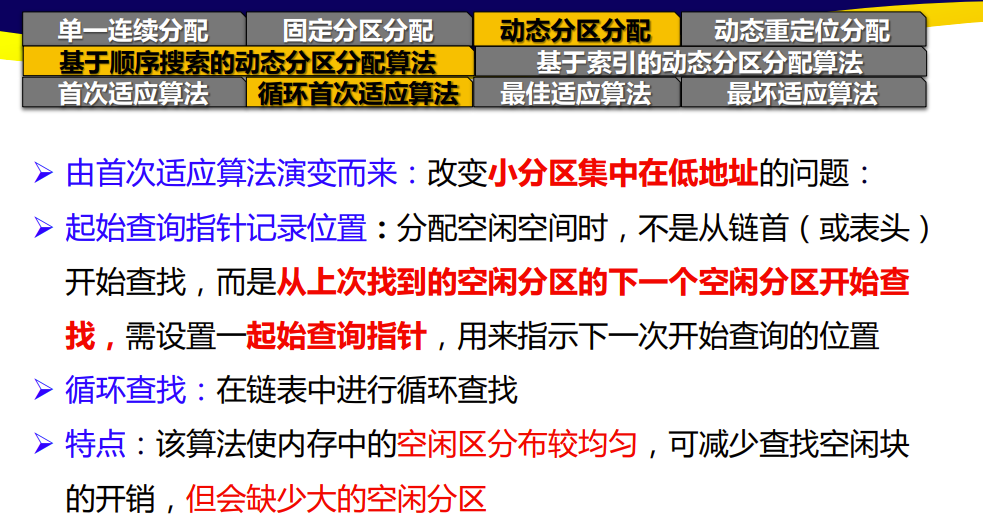 单一连续分配 固定分区分配 动态分区分配 动态重定位分配
基于顺序搜索的动态分区分配算法 基于索引的动态分区分配算法
首次适应算法 循环首次适应算法 最佳适应算法 最坏适应算法
➢ 由首次适应算法演变而来：改变小分区集中在低地址的问题：
➢ 起始查询指针记录位置：分配空闲空间时，不是从链首（或表头）
开始查找，而是从上次找到的空闲分区的下一个空闲分区开始查
找，需设置一起始查询指针，用来指示下一次开始查询的位置
➢ 循环查找：在链表中进行循环查找
➢ 特点：该算法使内存中的空闲区分布较均匀，可减少查找空闲块
的开销，但会缺少大的空闲分区